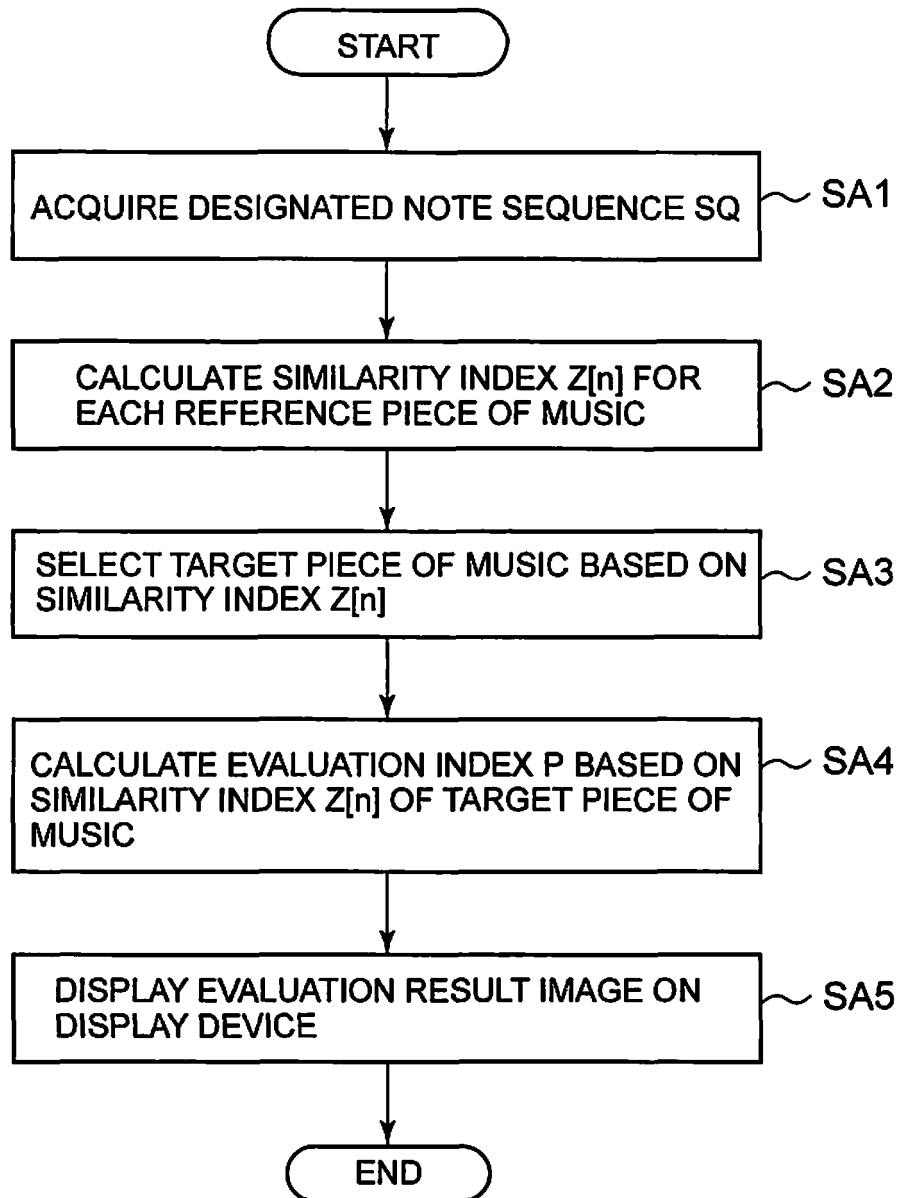 START
ACQUIRE DESIGNATED NOTE SEQUENCE SQ
SA1
CALCULATE SIMILARITY INDEX Z[n] FOR
EACH REFERENCE PIECE OF MUSIC
SA2
SELECT TARGET PIECE OF MUSIC BASED ON
SIMILARITY INDEX Z[n]
SA3
CALCULATE EVALUATION INDEX P BASED ON
SIMILARITY INDEX Z[n] OF TARGET PIECE OF
MUSIC
SA4
DISPLAY EVALUATION RESULT IMAGE ON
DISPLAY DEVICE
SA5
END